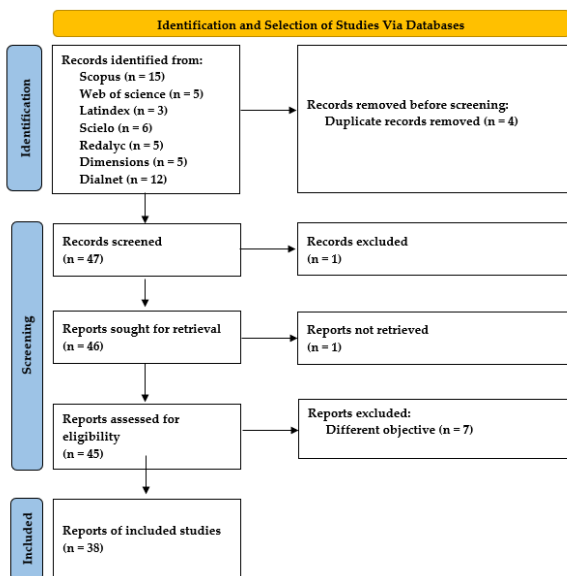 Identification and Selection of Studies Via Databases
Identification
Records identified from:
Scopus (n = 15)
Web of science (n = 5)
Latindex (n = 3)
Scielo (n = 6)
Redalyc (n = 5)
Dimensions (n = 5)
Dialnet (n = 12)
Records removed before screening:
Duplicate records removed (n = 4)
Screening
Records screened
(n = 47)
Records excluded
(n = 1)
Reports sought for retrieval
(n = 46)
Reports not retrieved
(n = 1)
Reports assessed for
eligibility
(n = 45)
Reports excluded:
Different objective (n = 7)
Included
Reports of included studies
(n = 38)